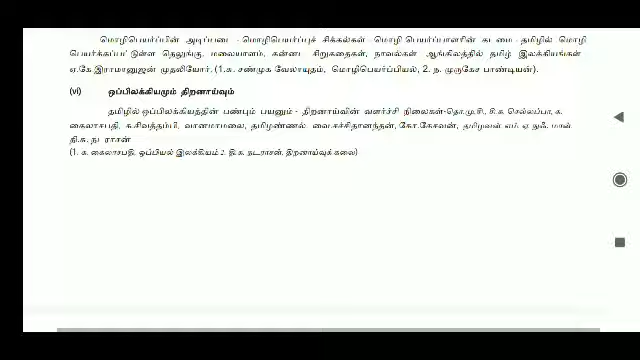 மொழிபெயர்ப்பின் அடிப்படை - மொழிபெயர்ப்புச் சிக்கல்கள் - மொழி பெயர்ப்பாளரின் கடமை - தமிழில் மொழி
பெயர்க்கப்பட்டுள்ள தெலுங்கு, மலையாளம், கன்னட சிறுகதைகள், நாவல்கள் ஆங்கிலத்தில் தமிழ் இலக்கியங்கள்
ஏ.கே.இராமானுஜன் முதலியோர், (1.சு. சண்முக வேலாயுதம், மொழிபெயர்ப்பியல், 2. ந. முருகேச பாண்டியன்).
(vi) ஒப்பிலக்கியமும் திறனாய்வும்
தமிழில் ஒப்பிலக்கியத்தின் பண்பும் பயனும் - திறனாய்வின் வளர்ச்சி நிலைகள்-தொ.மு.சி, சி.சு. செல்லப்பா, க.
கைலாசபதி, க.சிவத்தம்பி, வானமாமலை, தமிழண்ணல், வை.சச்சிதானந்தன், கோ.கேசவன், தமிழவன்
தி.சு. நடராசன்
(1. க. கைலாசபதி, ஒப்பியல் இலக்கியம் 2. தி.சு. நடராசன், திறனாய்வுக் கலை)